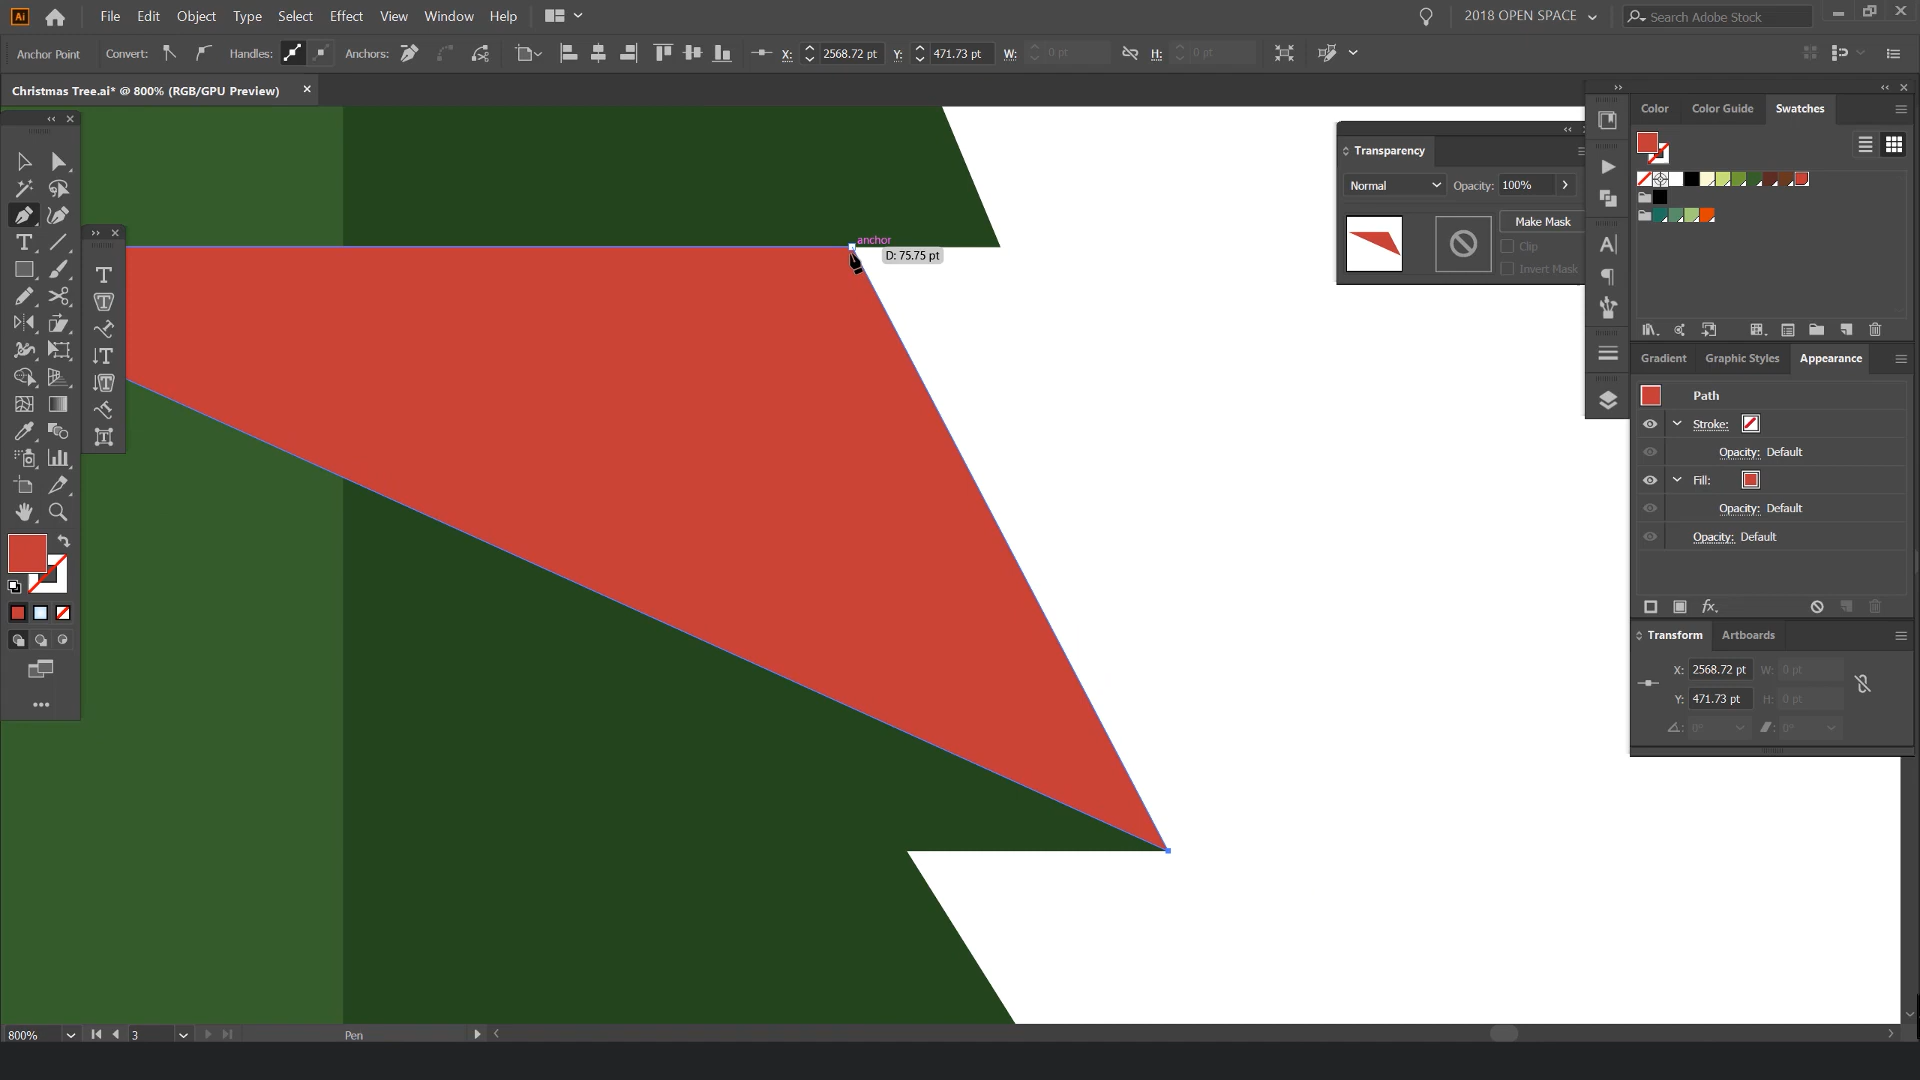 Ai File Edit Object Type Select Effect View Window Help 2018 OPEN SPACE Search Adobe Stock
Anchor Point Convert: Handles: Anchors: X: 2568.72 pt Y: 471.73 pt W: 0 pt H: 0 pt
Christmas Tree.ai* @ 800% (RGB/GPU Preview)
Color Color Guide Swatches
Transparency
Normal Opacity: 100%
Make Mask
Clip
Invert Mask
anchor
D: 75.75 pt
Gradient Graphic Styles Appearance
Path
Stroke:
Opacity: Default
Fill:
Opacity: Default
Opacity: Default
fx.
Transform Artboards
X: 2568.72 pt W: 0 pt
Y: 471.73 pt H: 0 pt
0° 0°
800% 3 Pen